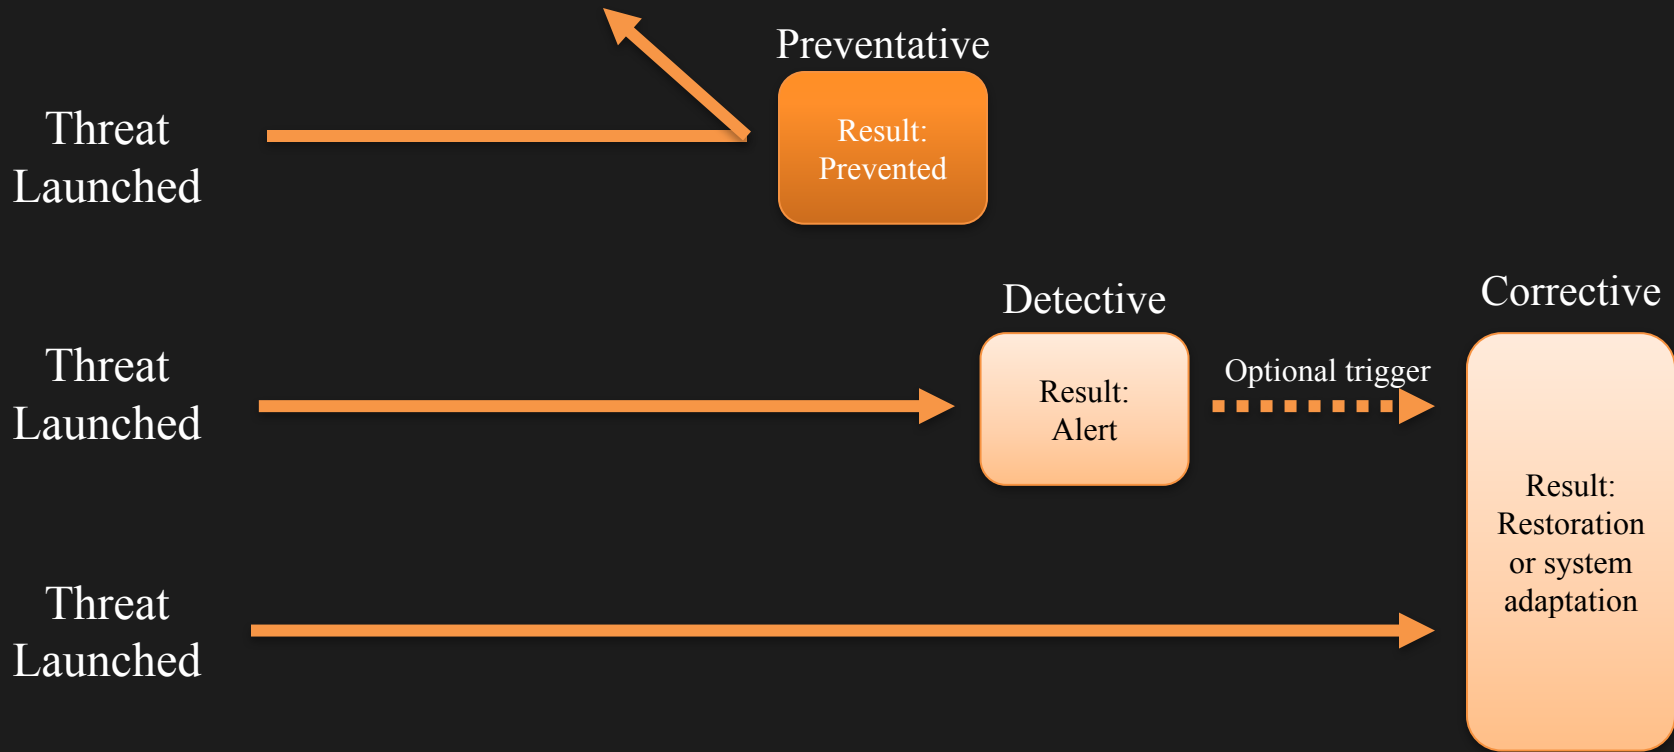 Preventative
Threat
Launched
Result:
Prevented
Detective
Corrective
Threat
Launched
Result:
Alert
Optional trigger
Result:
Restoration
or system
adaptation
Threat
Launched